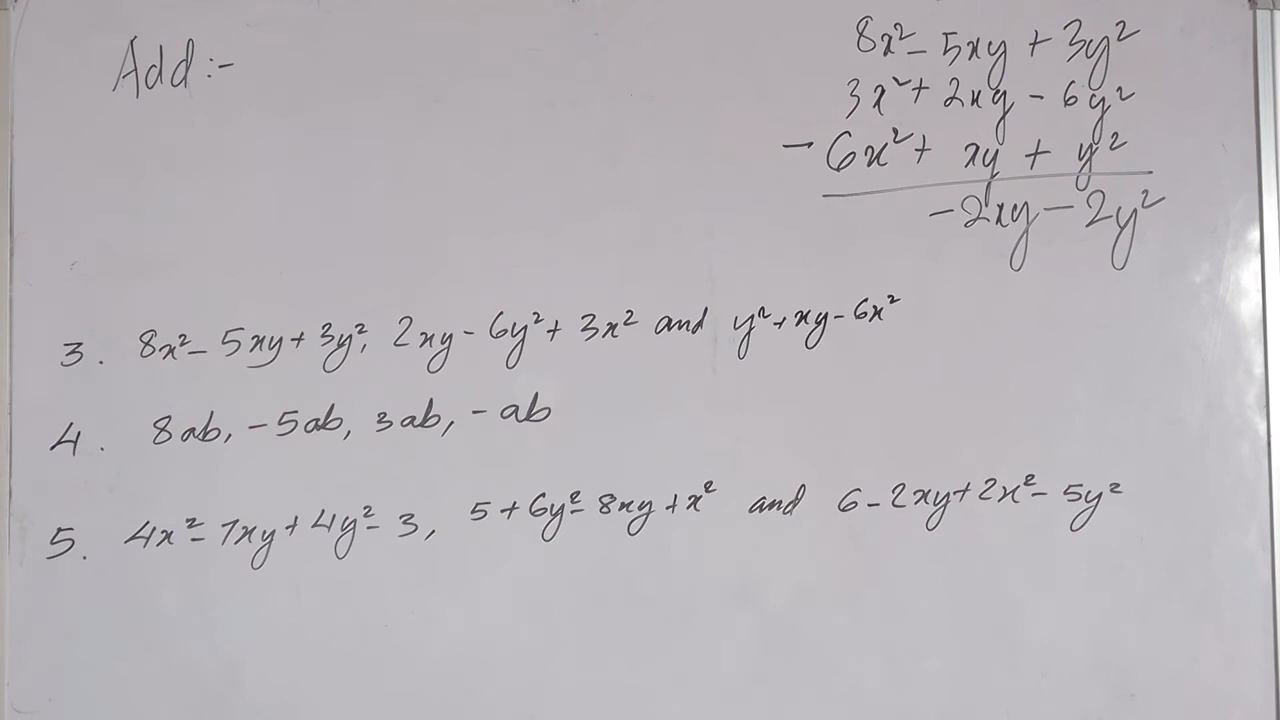 Add :-
8x² - 5xy + 3y²
3x² + 2xy - 6y²
- 6x² + xy + y²
- 2xy - 2y²
3. 8x² - 5xy + 3y², 2xy - 6y² + 3x² and y² + xy - 6x²
4. 8ab, -5ab, 3ab, -ab
5. 4x² - 7xy + 4y² - 3, 5 + 6y² - 8xy + x² and 6 - 2xy + 2x² - 5y²